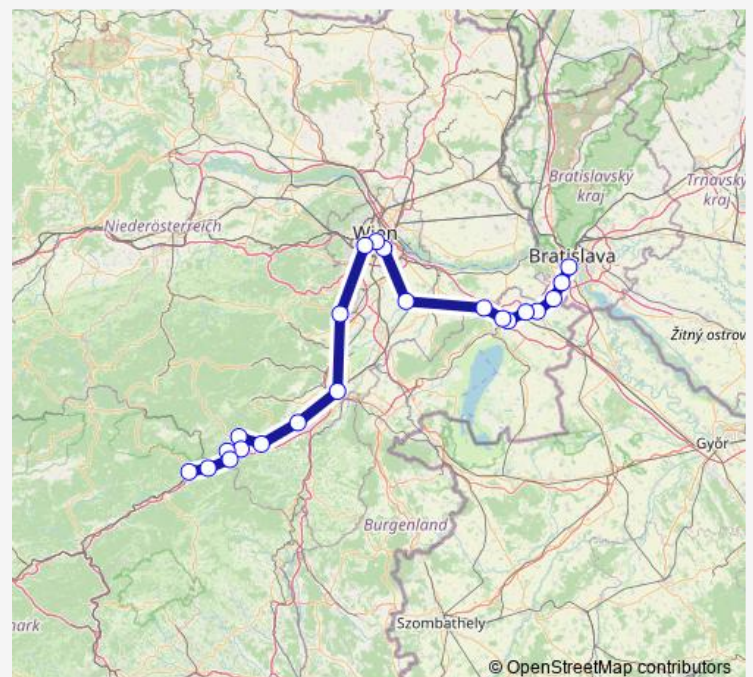 Bratislavský
kraj
Trnavský
kraj
Niederösterreich
Wien
Bratislava
Žitný ostrov
Győr
Burgenland
Szombathely
mark
© OpenStreetMap contributors